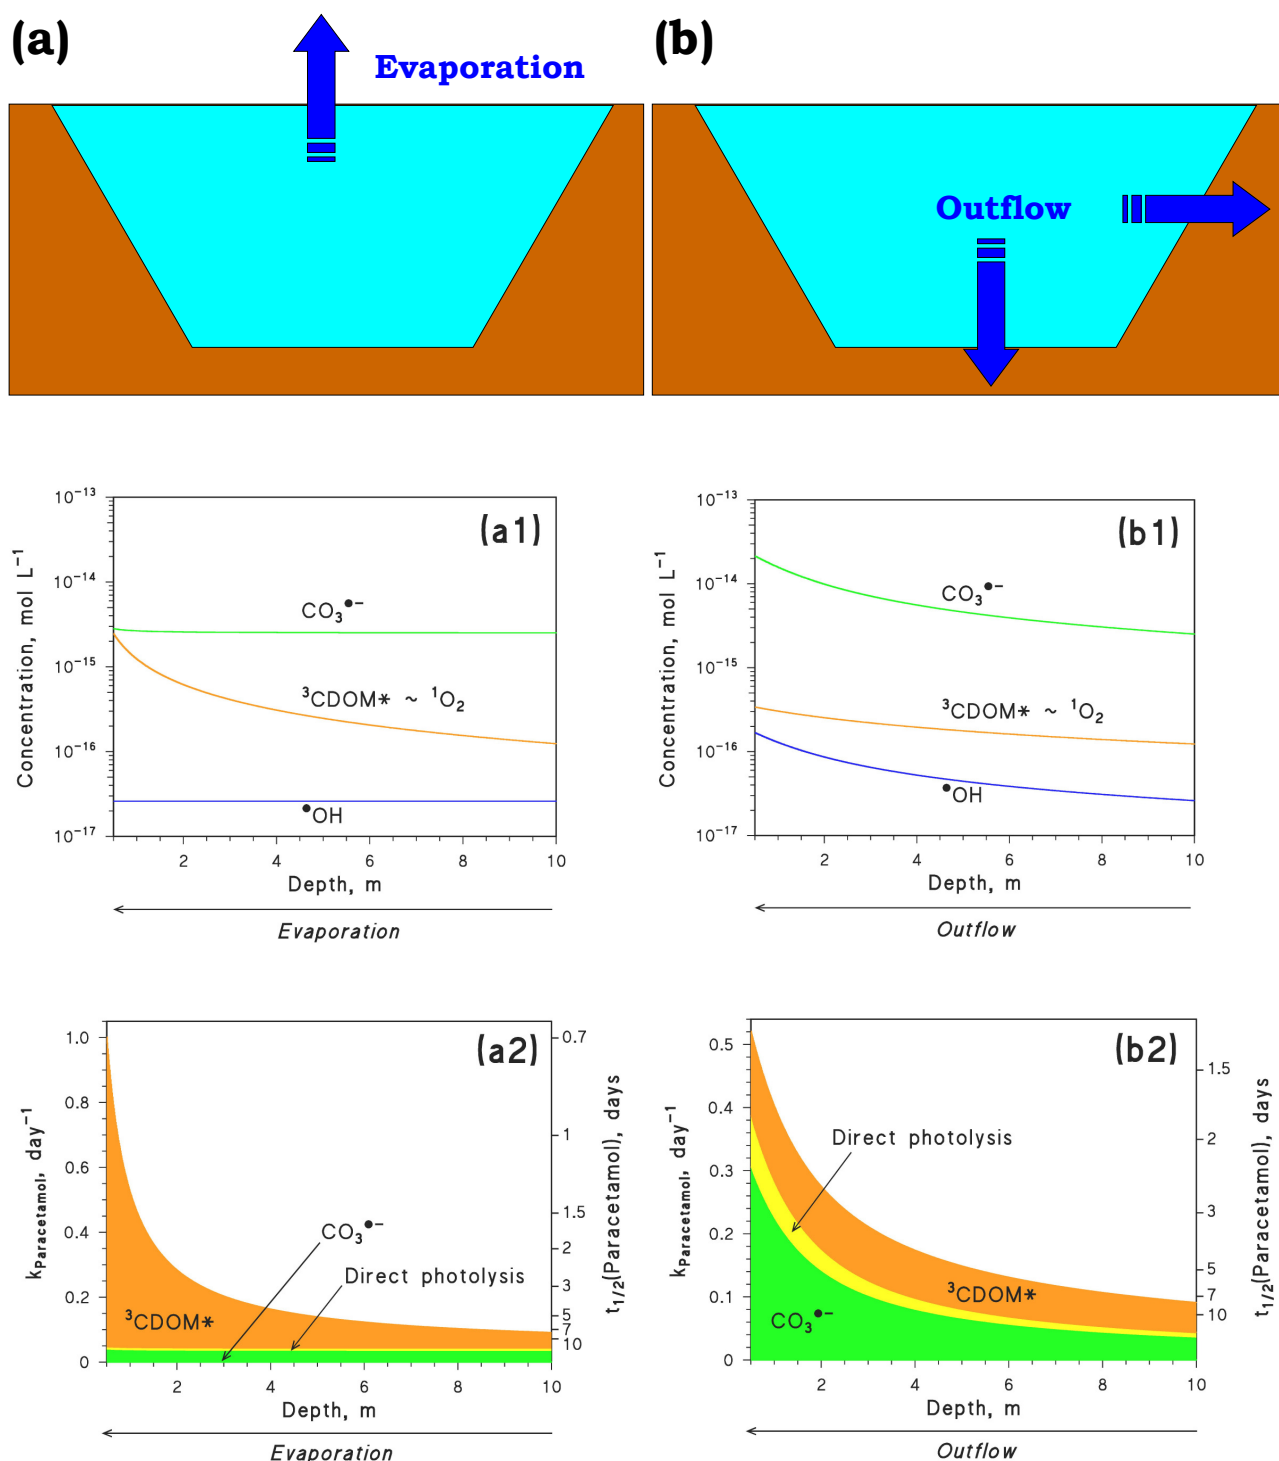 (a)
Evaporation
(b)
Outflow
(a1)
Concentration, mol L⁻¹
10⁻¹³
10⁻¹⁴
10⁻¹⁵
10⁻¹⁶
10⁻¹⁷
CO₃•⁻
³CDOM* ~ ¹O₂
•OH
2 4 6 8 10
Depth, m
Evaporation
(b1)
Concentration, mol L⁻¹
10⁻¹³
10⁻¹⁴
10⁻¹⁵
10⁻¹⁶
10⁻¹⁷
CO₃•⁻
³CDOM* ~ ¹O₂
•OH
2 4 6 8 10
Depth, m
Outflow
(a2)
kParacetamol, day⁻¹
1.0
0.8
0.6
0.4
0.2
0
t1/2(Paracetamol), days
0.7
1
1.5
2
3
5
7
10
CO₃•⁻
Direct photolysis
³CDOM*
2 4 6 8 10
Depth, m
Evaporation
(b2)
kParacetamol, day⁻¹
0.5
0.4
0.3
0.2
0.1
0
t1/2(Paracetamol), days
1.5
2
3
5
7
10
Direct photolysis
³CDOM*
CO₃•⁻
2 4 6 8 10
Depth, m
Outflow